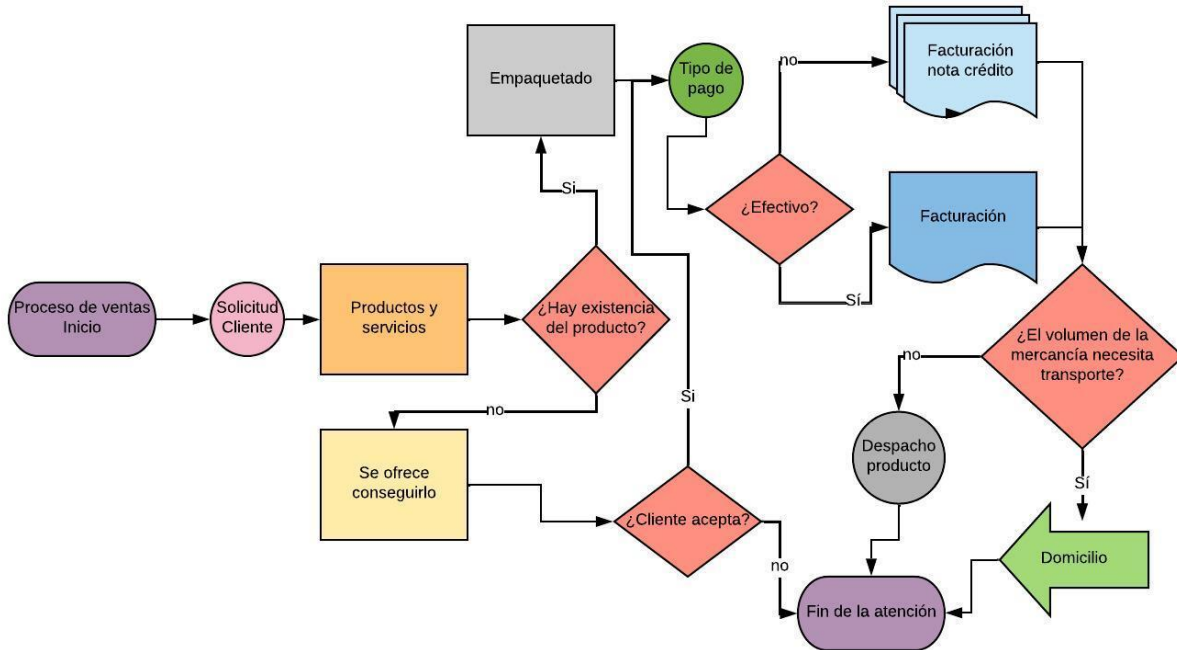 Proceso de ventas
Inicio
Solicitud
Cliente
Productos y
servicios
¿Hay existencia
del producto?
Si
no
Empaquetado
Se ofrece
conseguirlo
¿Cliente acepta?
Si
no
Tipo de
pago
¿Efectivo?
no
Sí
Facturación
nota crédito
Facturación
¿El volumen de la
mercancía necesita
transporte?
no
Sí
Despacho
producto
Domicilio
Fin de la atención